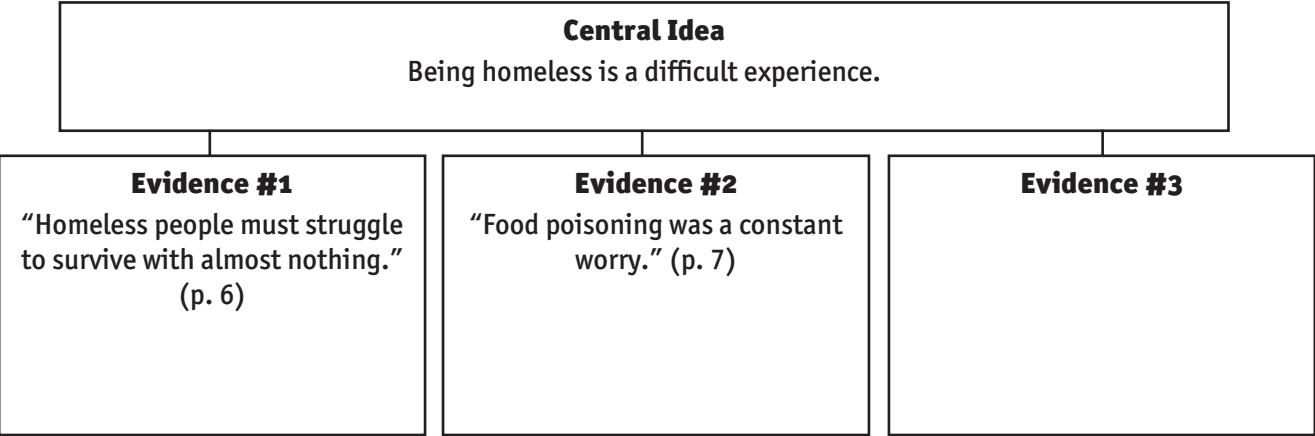 Central Idea
Being homeless is a difficult experience.
Evidence #1
“Homeless people must struggle
to survive with almost nothing.”
(p. 6)
Evidence #2
“Food poisoning was a constant
worry.” (p. 7)
Evidence #3